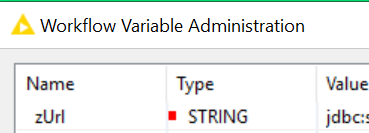 Workflow Variable Administration
Name Type Value
zUrl STRING jdbc:s